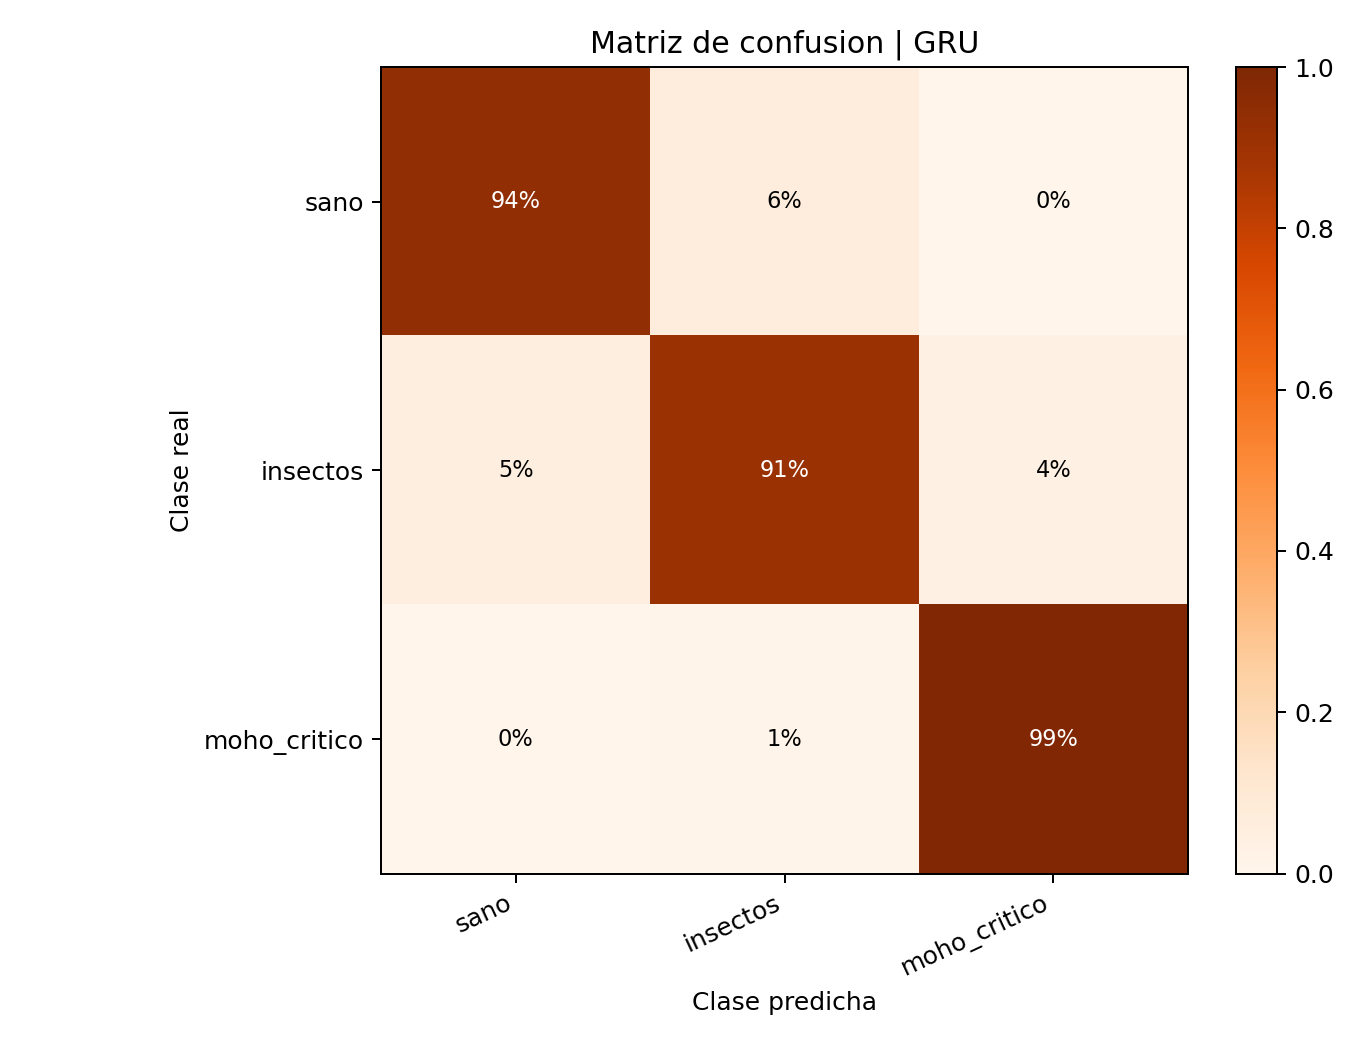 Matriz de confusion | GRU
1.0
sano
94%
6%
0%
0.8
0.6
Clase real
insectos
5%
91%
4%
0.4
0.2
moho_critico
0%
1%
99%
0.0
sano
insectos
moho_critico
Clase predicha